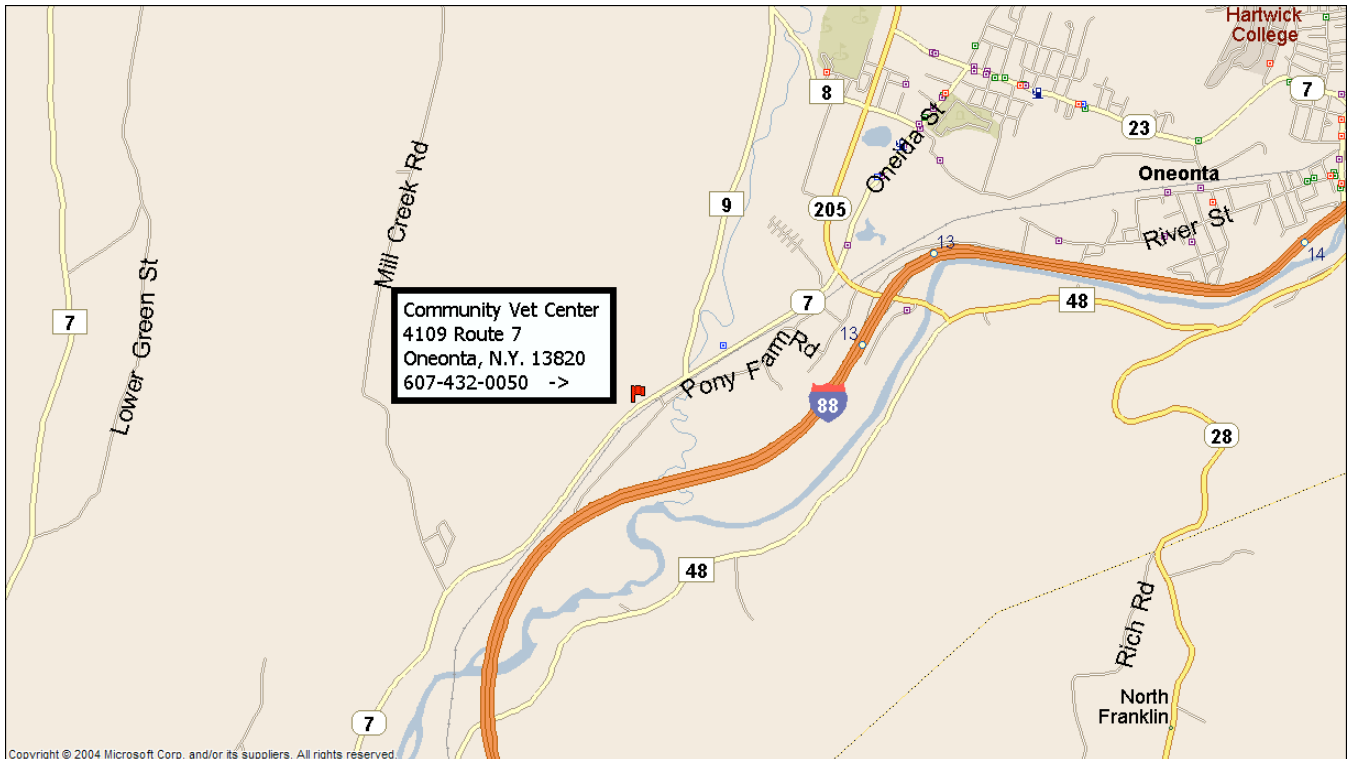 Hartwick
College
8
7
23
Oneida St
Mill Creek Rd
Oneonta
9
205
River St
13
14
Lower Green St
7
Community Vet Center
4109 Route 7
Oneonta, N.Y. 13820
607-432-0050 ->
7
48
13
Pony Farm Rd
88
28
48
Rich Rd
North
Franklin
7
Copyright © 2004 Microsoft Corp. and/or its suppliers. All rights reserved.